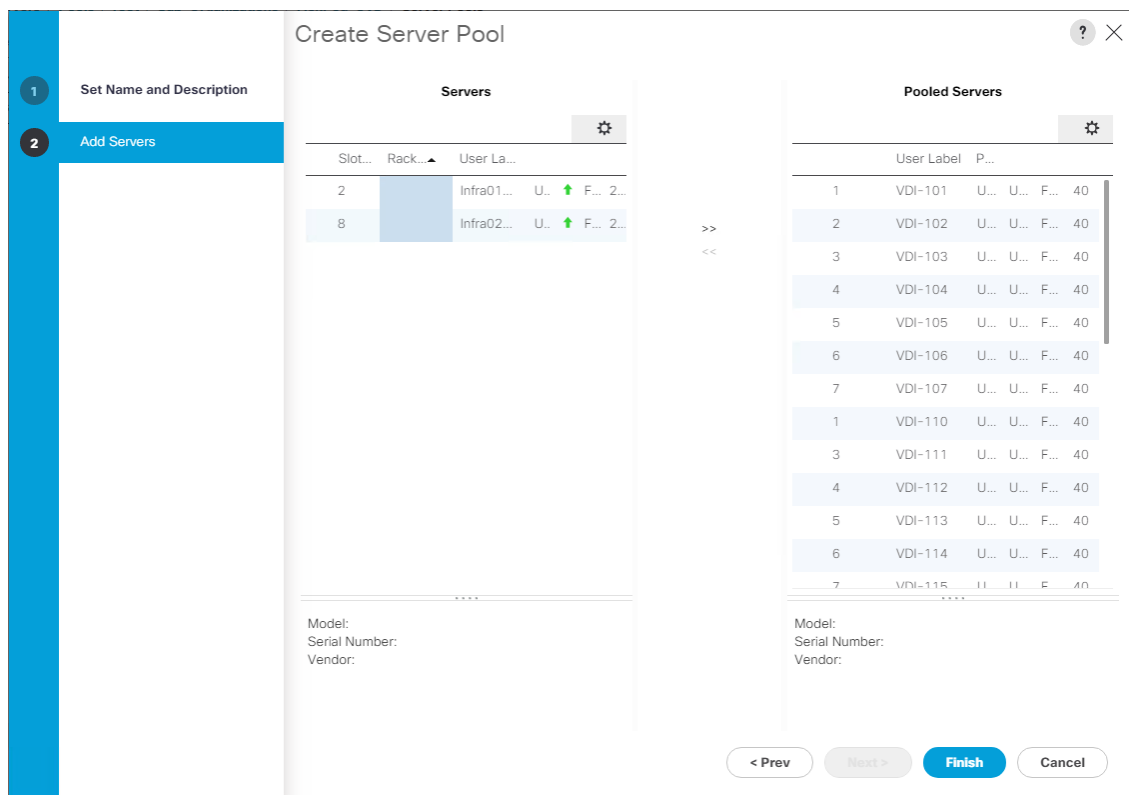 Create Server Pool
?
1 Set Name and Description
2 Add Servers
Servers
Slot... Rack... User La...
2 Infra01... U.. F... 2...
8 Infra02... U.. F... 2...
>>
<<
Pooled Servers
User Label P...
1 VDI-101 U... U... F... 40
2 VDI-102 U... U... F... 40
3 VDI-103 U... U... F... 40
4 VDI-104 U... U... F... 40
5 VDI-105 U... U... F... 40
6 VDI-106 U... U... F... 40
7 VDI-107 U... U... F... 40
1 VDI-110 U... U... F... 40
3 VDI-111 U... U... F... 40
4 VDI-112 U... U... F... 40
5 VDI-113 U... U... F... 40
6 VDI-114 U... U... F... 40
7 VDI-115 U... U... F... 40
Model:
Serial Number:
Vendor:
Model:
Serial Number:
Vendor:
< Prev
Next >
Finish
Cancel